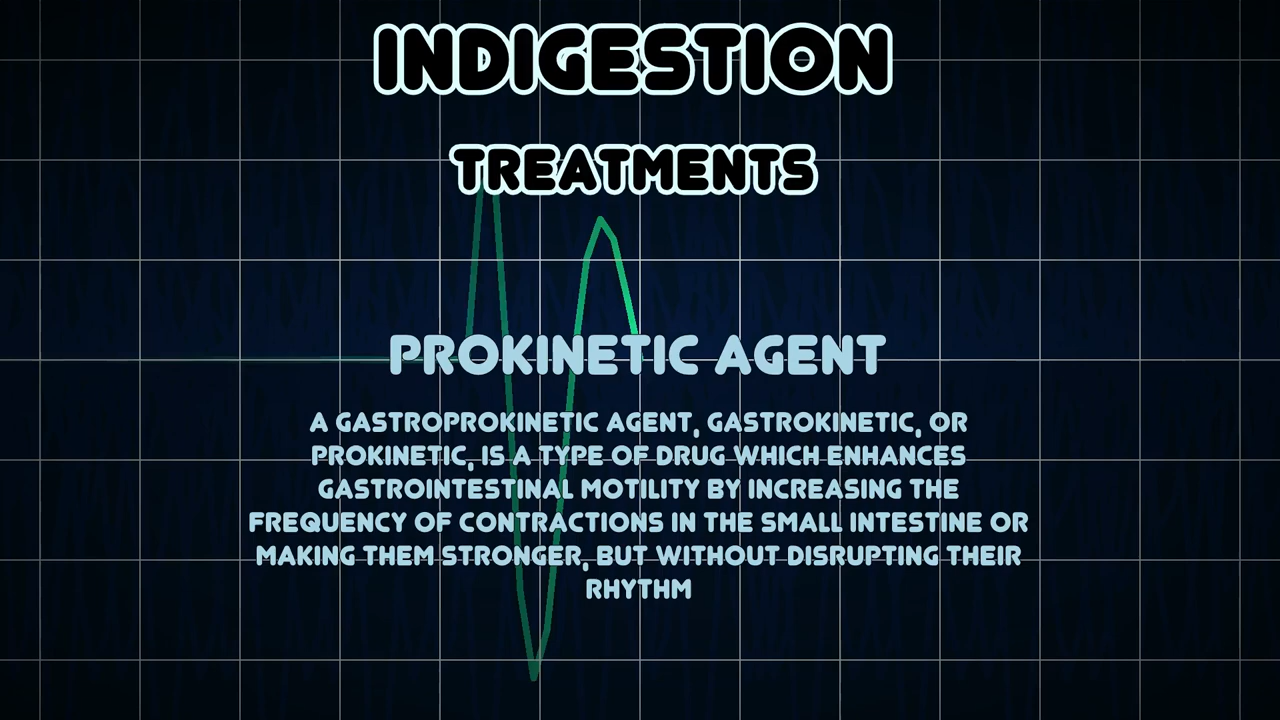 INDIGESTION
TREATMENTS
PROKINETIC AGENT
A GASTROPROKINETIC AGENT, GASTROKINETIC, OR
PROKINETIC, IS A TYPE OF DRUG WHICH ENHANCES
GASTROINTESTINAL MOTILITY BY INCREASING THE
FREQUENCY OF CONTRACTIONS IN THE SMALL INTESTINE OR
MAKING THEM STRONGER, BUT WITHOUT DISRUPTING THEIR
RHYTHM